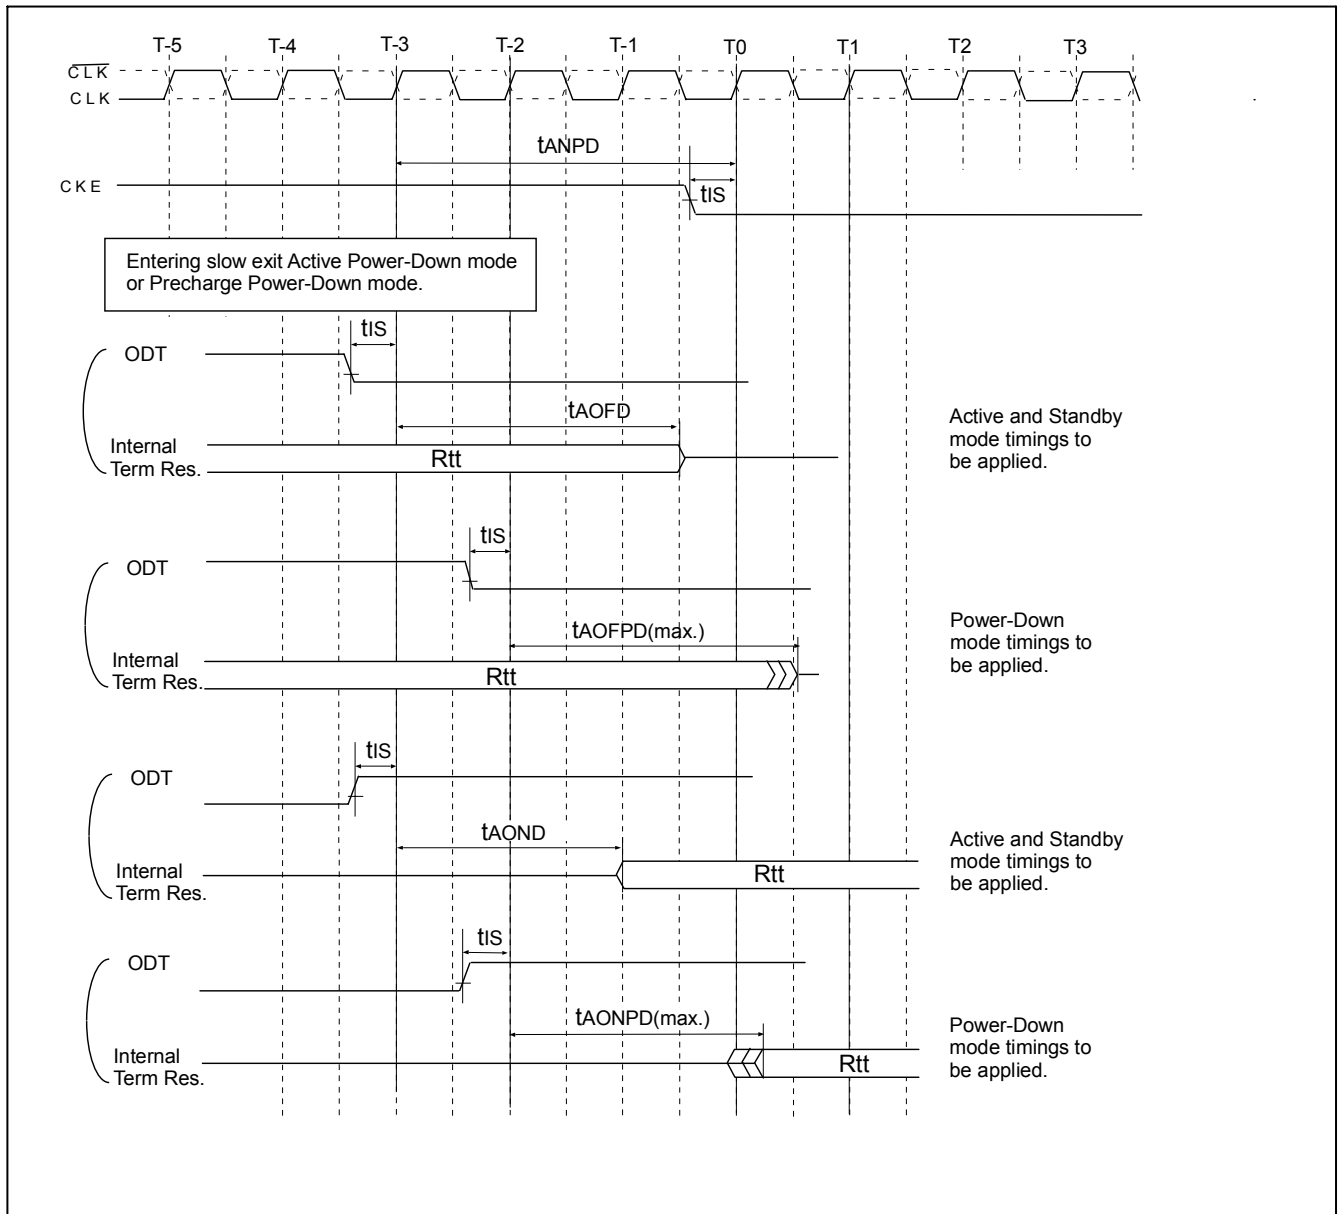 T-5 T-4 T-3 T-2 T-1 T0 T1 T2 T3
CLK
CLK
tANPD
CKE
tIS
Entering slow exit Active Power-Down mode
or Precharge Power-Down mode.
tIS
ODT
tAOFD
Internal
Term Res.
Rtt
Active and Standby
mode timings to
be applied.
tIS
ODT
tAOFPD(max.)
Internal
Term Res.
Rtt
Power-Down
mode timings to
be applied.
tIS
ODT
tAOND
Internal
Term Res.
Rtt
Active and Standby
mode timings to
be applied.
tIS
ODT
tAONPD(max.)
Internal
Term Res.
Rtt
Power-Down
mode timings to
be applied.